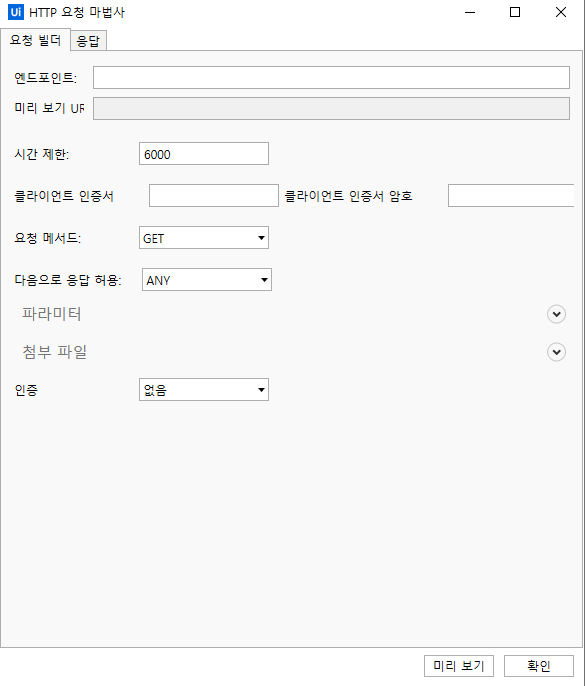 Ui HTTP 요청 마법사
요청 빌더 응답
엔드포인트:
미리 보기 UR
시간 제한: 6000
클라이언트 인증서 클라이언트 인증서 암호
요청 메서드: GET
다음으로 응답 허용: ANY
파라미터
첨부 파일
인증 없음
미리 보기 확인